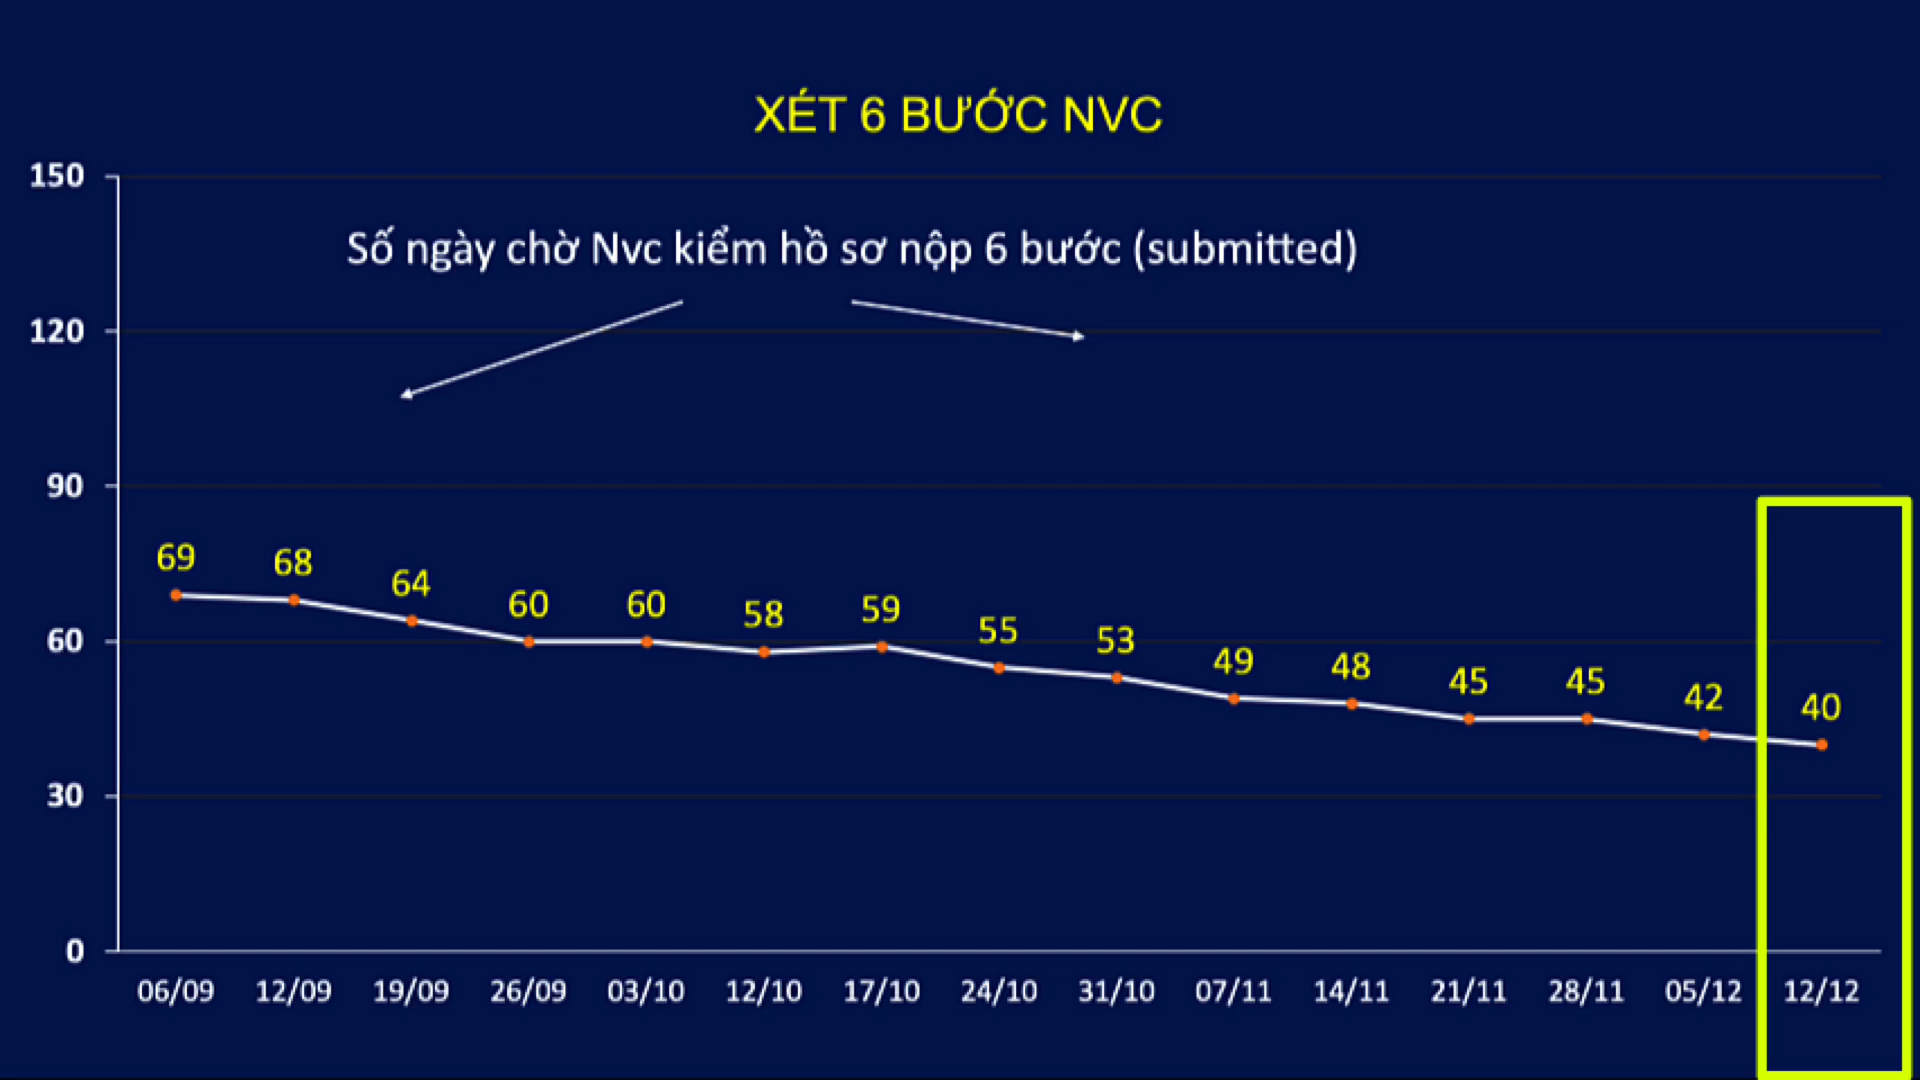 XÉT 6 BƯỚC NVC
150
Số ngày chờ Nvc kiểm hồ sơ nộp 6 bước (submitted)
120
90
69 68 64 60 60 58 59 55 53 49 48 45 45 42 40
60
30
0
06/09 12/09 19/09 26/09 03/10 12/10 17/10 24/10 31/10 07/11 14/11 21/11 28/11 05/12 12/12